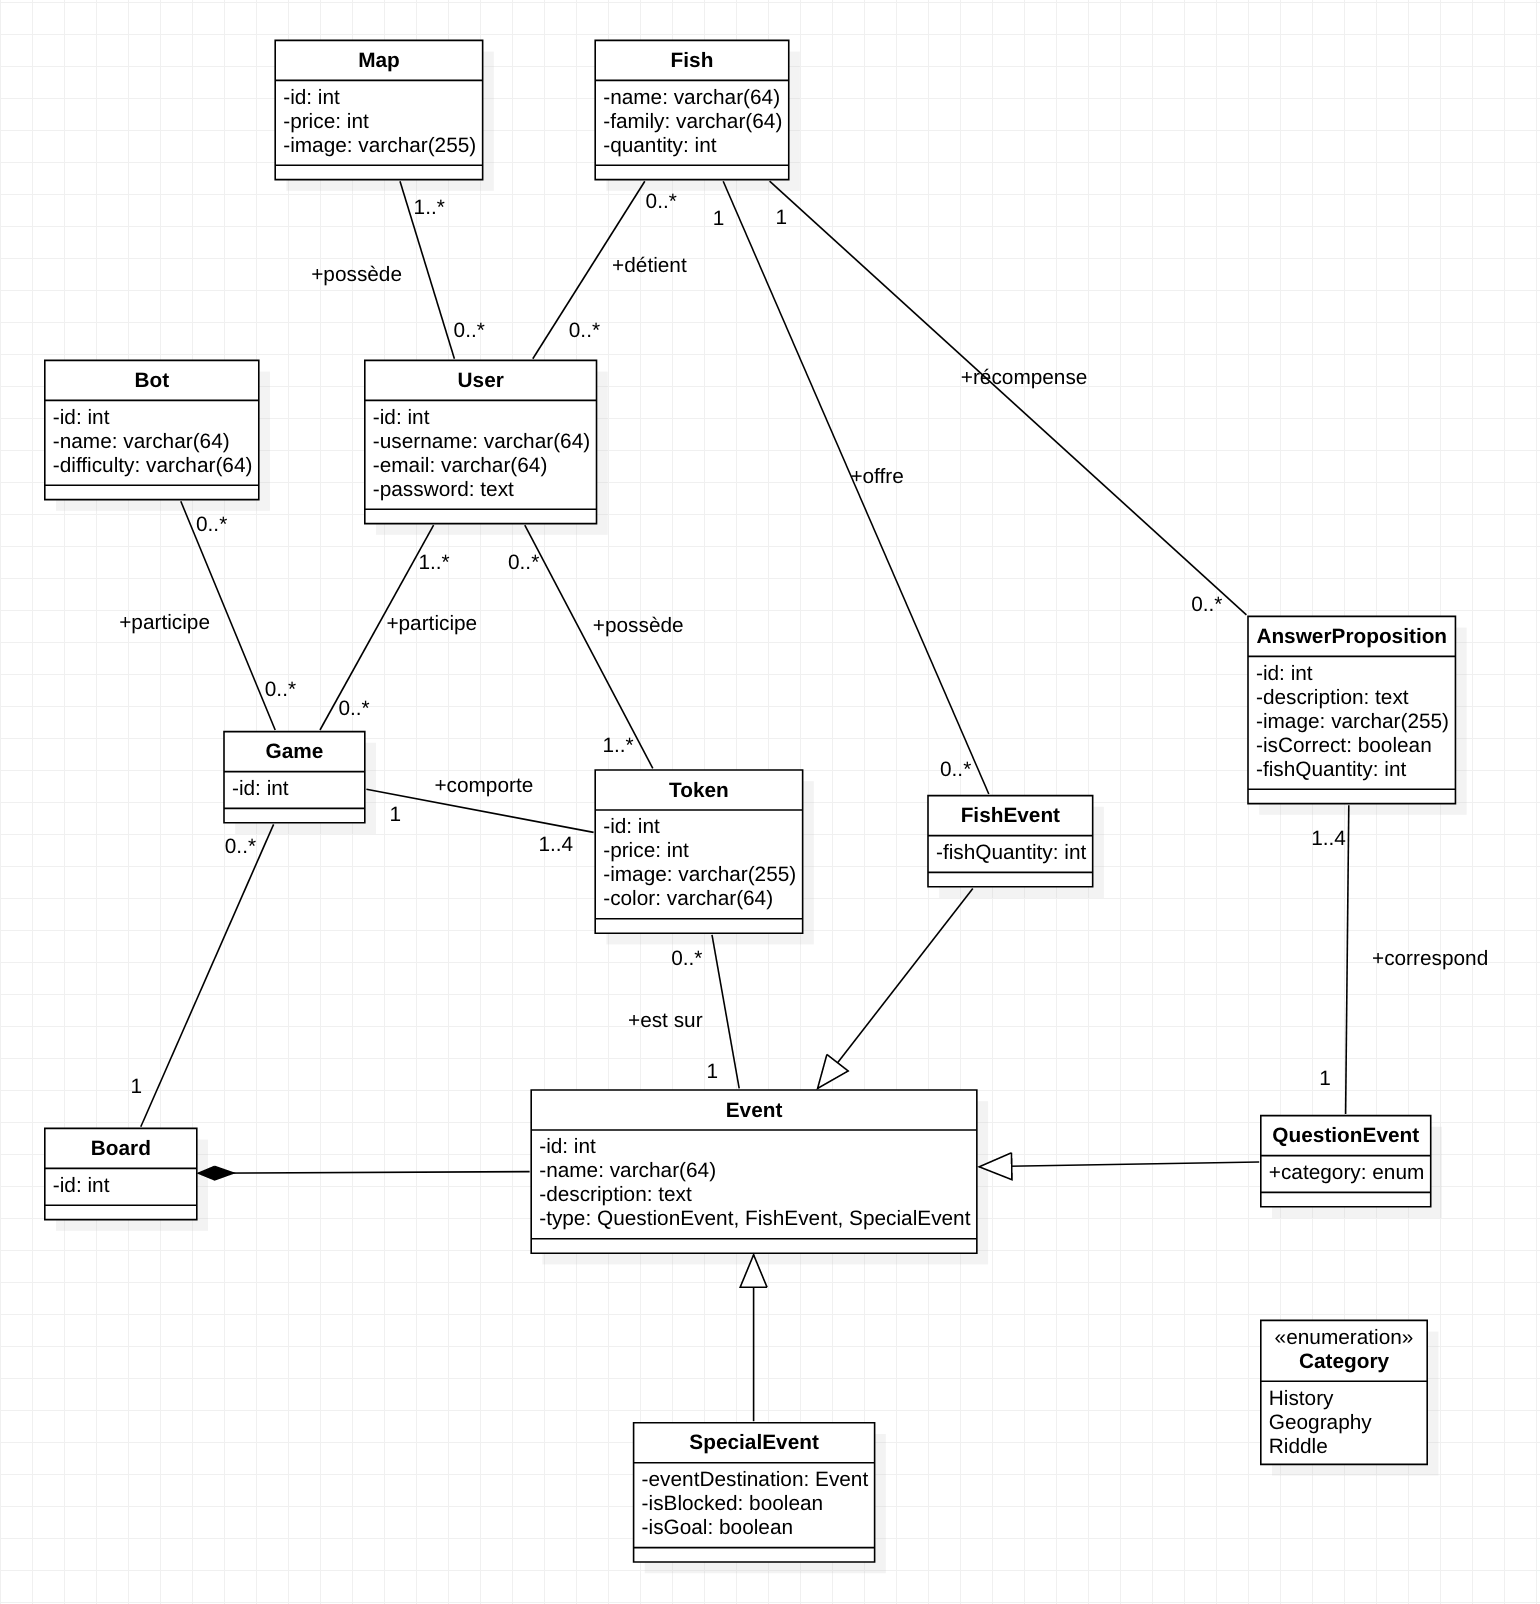 Map
-id: int
-price: int
-image: varchar(255)
Fish
-name: varchar(64)
-family: varchar(64)
-quantity: int
1..*
0..*
1
1
+possède
+détient
0..*
0..*
+récompense
Bot
-id: int
-name: varchar(64)
-difficulty: varchar(64)
User
-id: int
-username: varchar(64)
-email: varchar(64)
-password: text
+offre
0..*
1..*
0..*
+participe
+participe
+possède
0..*
0..*
0..*
1..*
0..*
AnswerProposition
-id: int
-description: text
-image: varchar(255)
-isCorrect: boolean
-fishQuantity: int
Game
-id: int
+comporte
1
1..4
Token
-id: int
-price: int
-image: varchar(255)
-color: varchar(64)
FishEvent
-fishQuantity: int
0..*
1..4
0..*
+correspond
+est sur
1
1
1
Board
-id: int
Event
-id: int
-name: varchar(64)
-description: text
-type: QuestionEvent, FishEvent, SpecialEvent
QuestionEvent
+category: enum
«enumeration»
Category
History
Geography
Riddle
SpecialEvent
-eventDestination: Event
-isBlocked: boolean
-isGoal: boolean